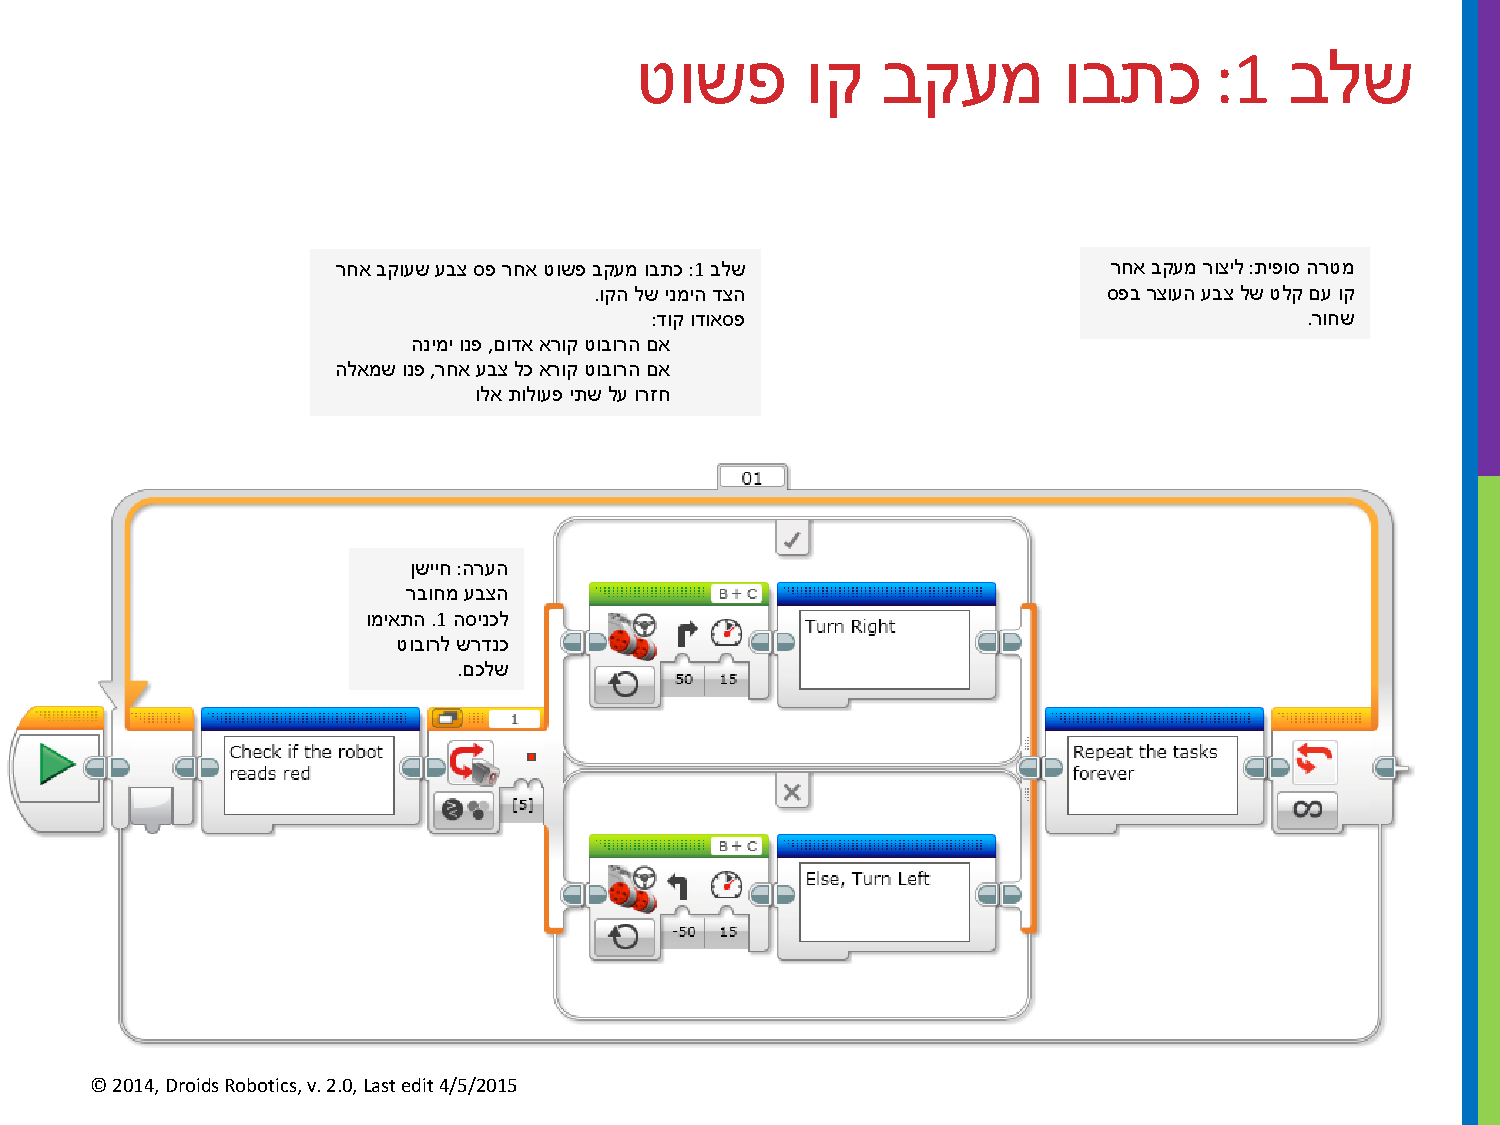 שלב 1: כתבו מעקב קו פשוט
מטרה סופית: ליצור מעקב אחר
קו עם קלט של צבע העוצר בפס
שחור.
שלב 1: כתבו מעקב פשוט אחר פס צבע שעוקב אחר
הצד הימני של הקו.
פסאודו קוד:
אם הרובוט קורא אדום, פנו ימינה
אם הרובוט קורא כל צבע אחר, פנו שמאלה
חזרו על שתי פעולות אלו
01
הערה: חיישן
הצבע מחובר
לכניסה 1. התאימו
כנדרש לרובוט
שלכם.
B + C
Turn Right
50 15
1
Check if the robot
reads red
[5]
Repeat the tasks
forever
B + C
Else, Turn Left
-50 15
© 2014, Droids Robotics, v. 2.0, Last edit 4/5/2015